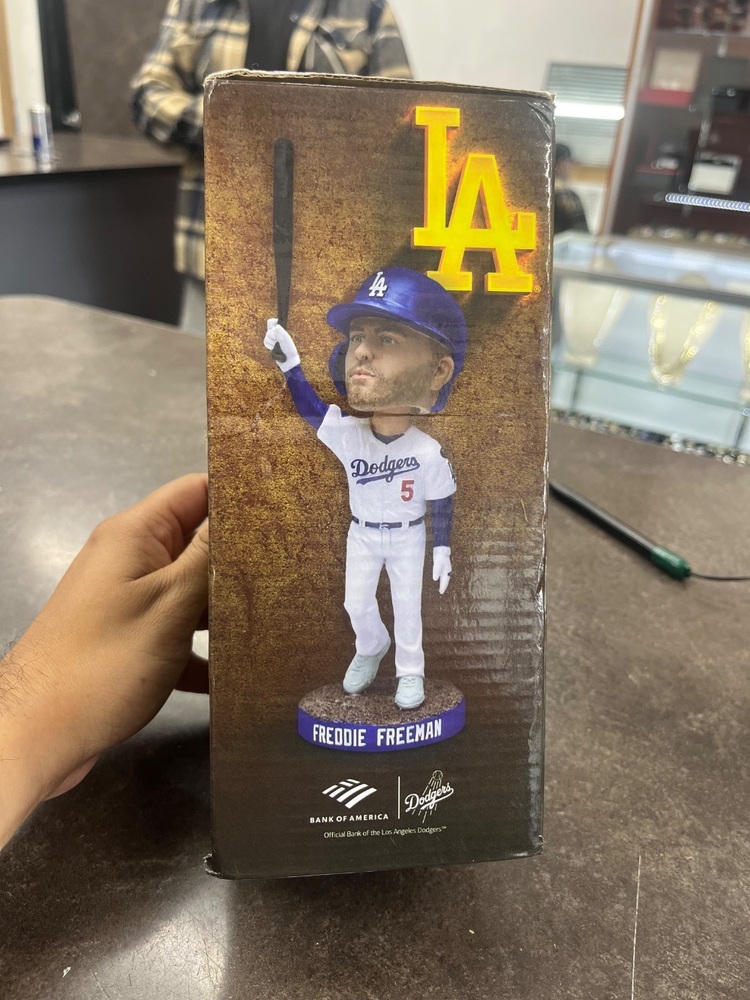 LA
LA
Dodgers
5
FREDDIE FREEMAN
BANK OF AMERICA
Dodgers
Official Bank of the Los Angeles Dodgers™